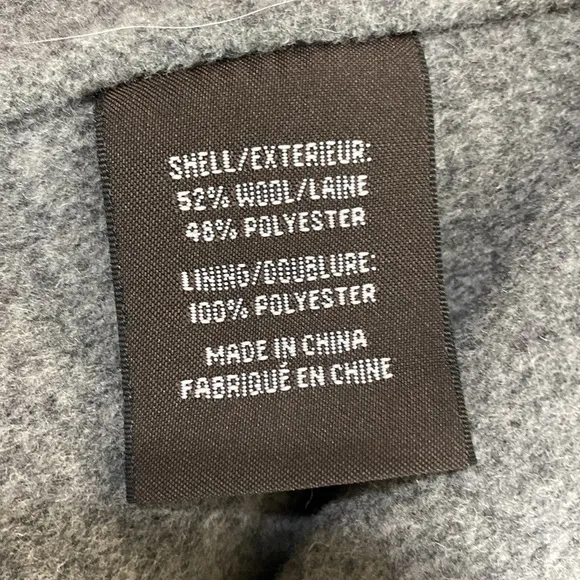 SHELL/EXTERIEUR:
52% WOOL/LAINE
48% POLYESTER
LINING/DOUBLURE:
100% POLYESTER
MADE IN CHINA
FABRIQUÉ EN CHINE